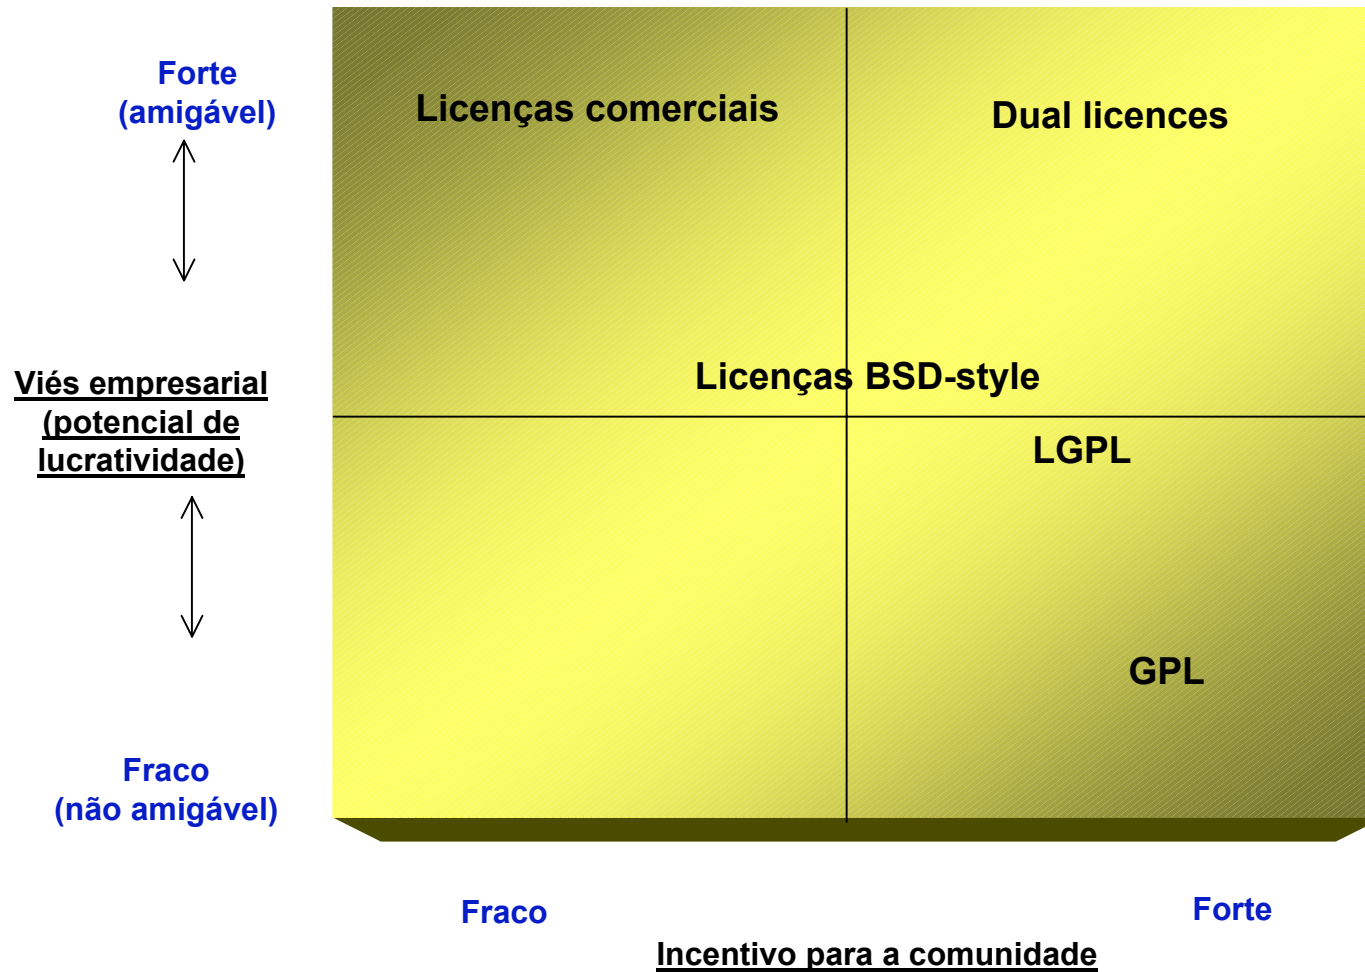 Forte
(amigável)
Licenças comerciais
Dual licences
Viés empresarial
(potencial de
lucratividade)
Licenças BSD-style
LGPL
GPL
Fraco
(não amigável)
Fraco
Forte
Incentivo para a comunidade